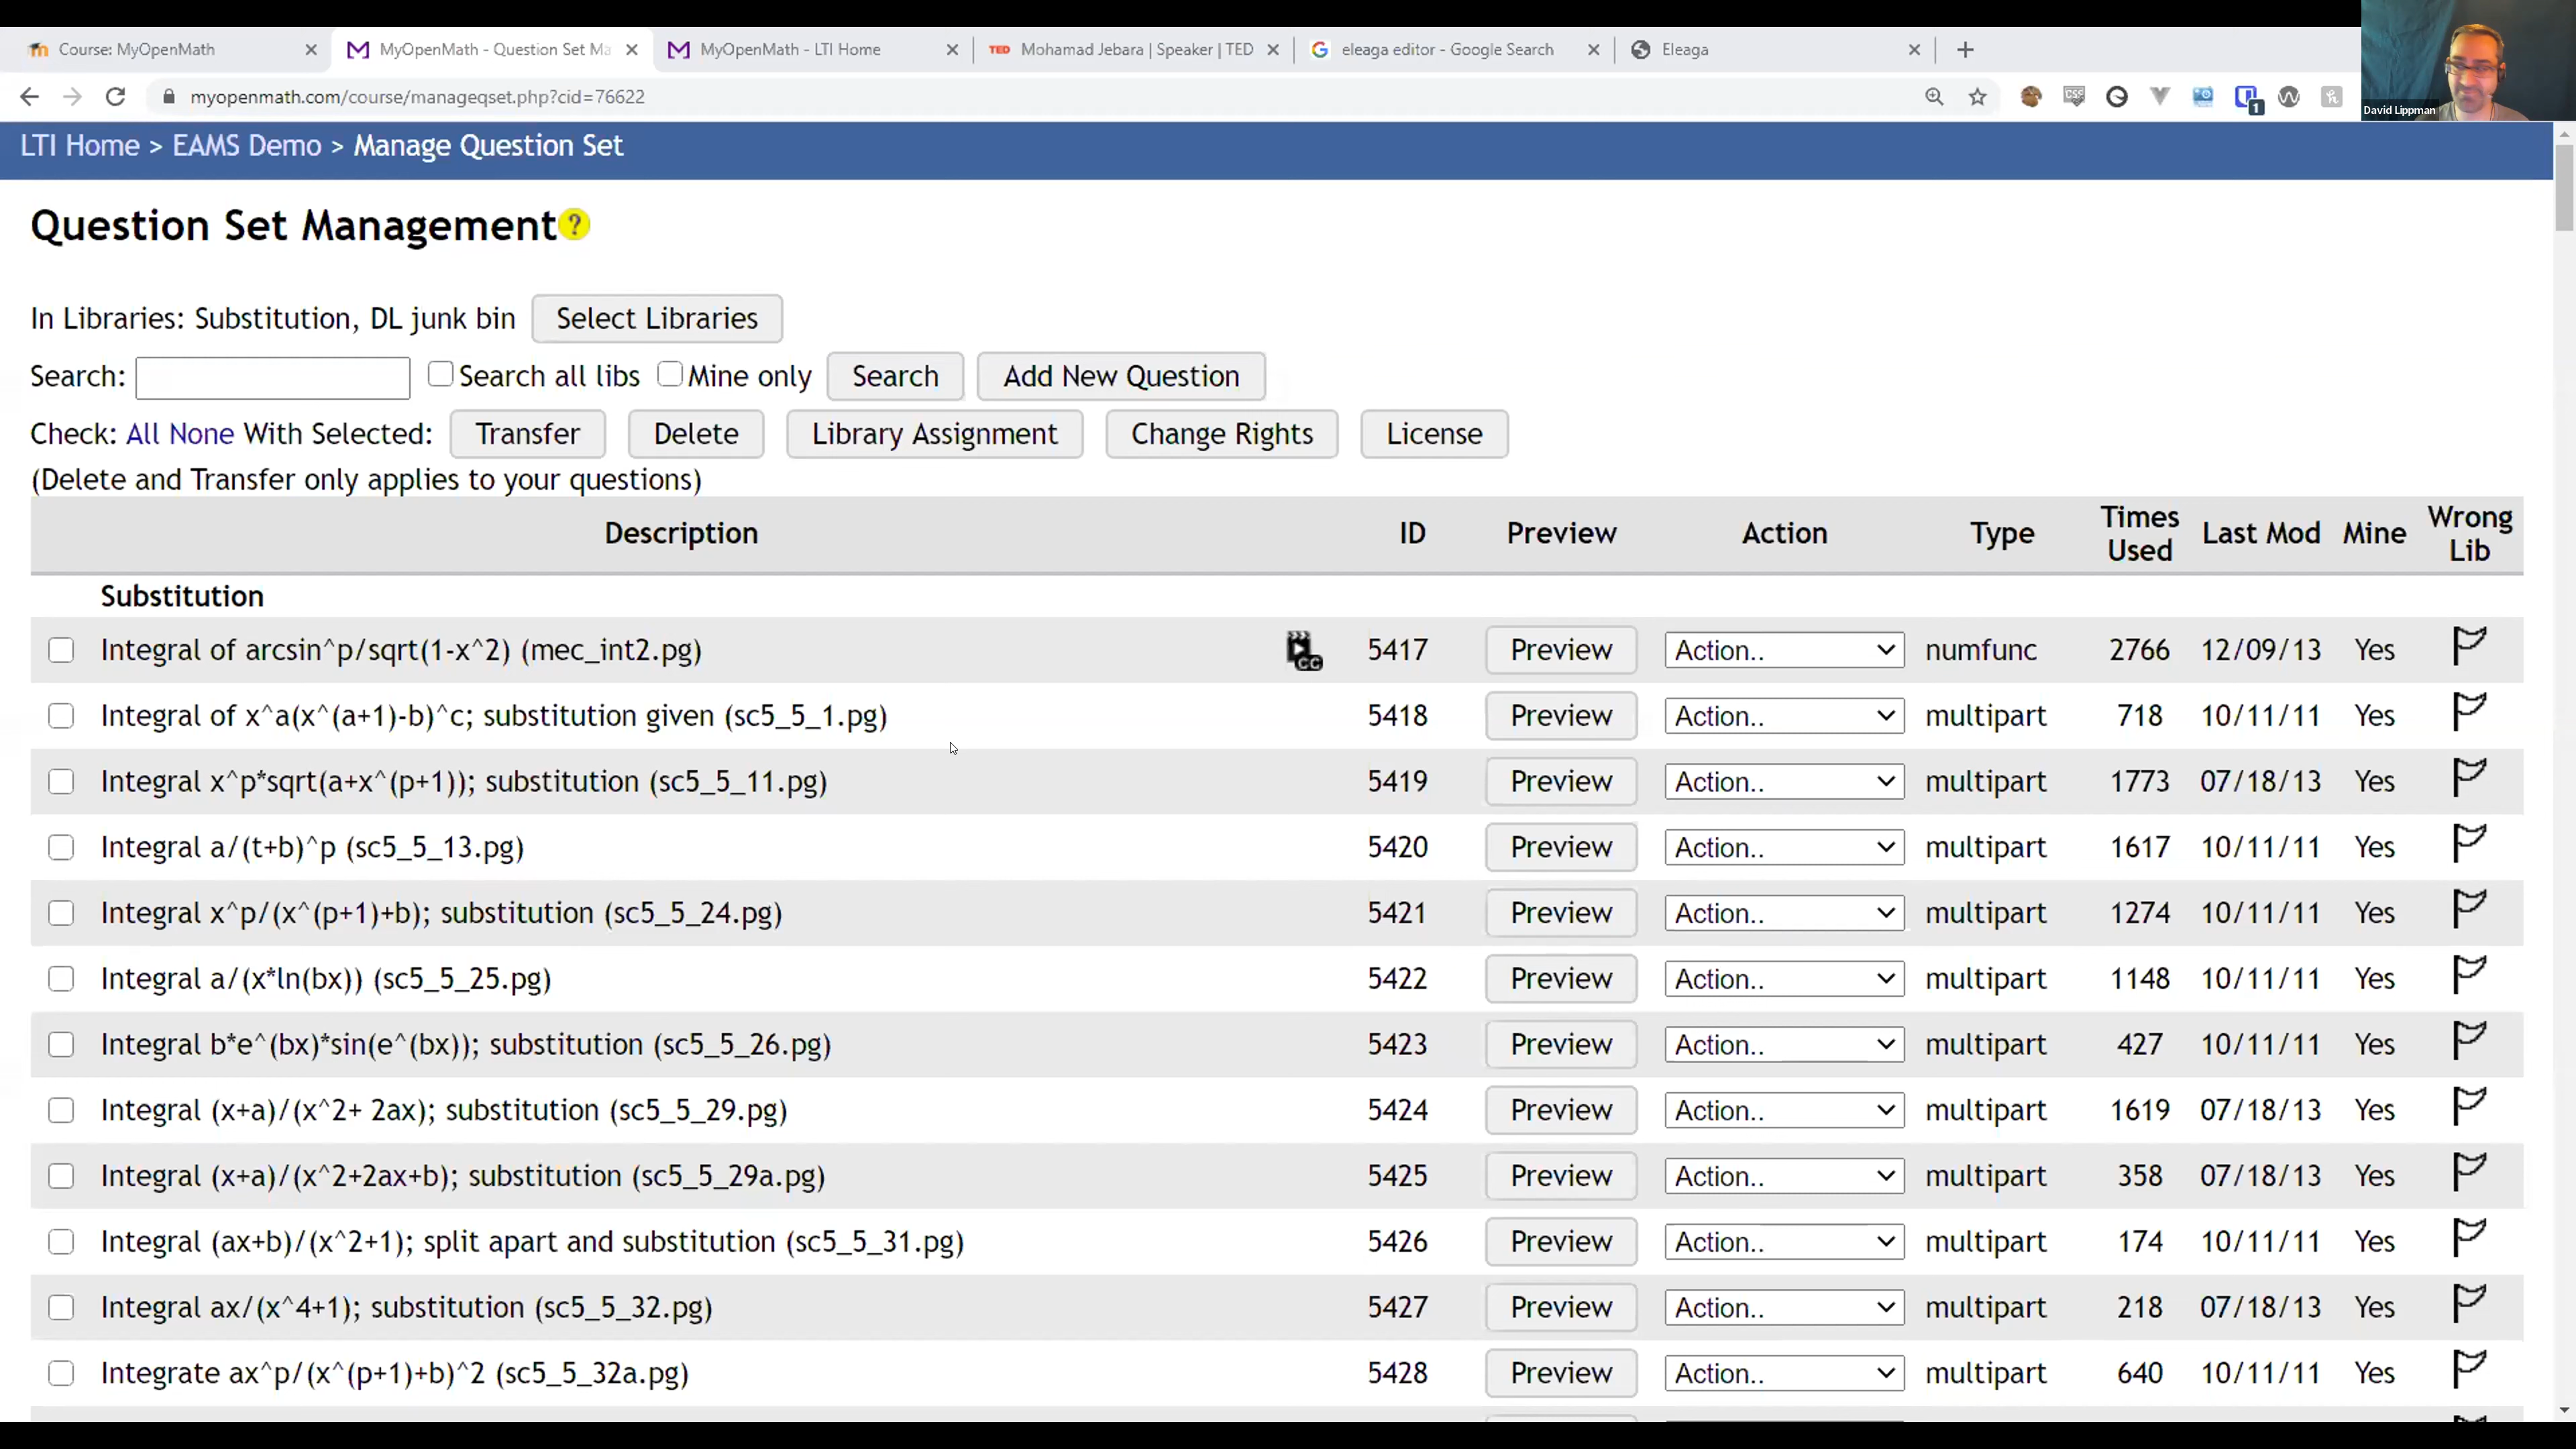 Course: MyOpenMath
MyOpenMath - Question Set Ma
MyOpenMath - LTI Home
TED Mohamad Jebara | Speaker | TED
eleaga editor - Google Search
Eleaga
myopenmath.com/course/manageqset.php?cid=76622
David Lippman
LTI Home > EAMS Demo > Manage Question Set
Question Set Management ?
In Libraries: Substitution, DL junk bin Select Libraries
Search: Search all libs Mine only Search Add New Question
Check: All None With Selected: Transfer Delete Library Assignment Change Rights License
(Delete and Transfer only applies to your questions)
Description ID Preview Action Type Times Used Last Mod Mine Wrong Lib
Substitution
Integral of arcsin^p/sqrt(1-x^2) (mec_int2.pg) CC 5417 Preview Action.. numfunc 2766 12/09/13 Yes
Integral of x^a(x^(a+1)-b)^c; substitution given (sc5_5_1.pg) 5418 Preview Action.. multipart 718 10/11/11 Yes
Integral x^p*sqrt(a+x^(p+1)); substitution (sc5_5_11.pg) 5419 Preview Action.. multipart 1773 07/18/13 Yes
Integral a/(t+b)^p (sc5_5_13.pg) 5420 Preview Action.. multipart 1617 10/11/11 Yes
Integral x^p/(x^(p+1)+b); substitution (sc5_5_24.pg) 5421 Preview Action.. multipart 1274 10/11/11 Yes
Integral a/(x*ln(bx)) (sc5_5_25.pg) 5422 Preview Action.. multipart 1148 10/11/11 Yes
Integral b*e^(bx)*sin(e^(bx)); substitution (sc5_5_26.pg) 5423 Preview Action.. multipart 427 10/11/11 Yes
Integral (x+a)/(x^2+ 2ax); substitution (sc5_5_29.pg) 5424 Preview Action.. multipart 1619 07/18/13 Yes
Integral (x+a)/(x^2+2ax+b); substitution (sc5_5_29a.pg) 5425 Preview Action.. multipart 358 07/18/13 Yes
Integral (ax+b)/(x^2+1); split apart and substitution (sc5_5_31.pg) 5426 Preview Action.. multipart 174 10/11/11 Yes
Integral ax/(x^4+1); substitution (sc5_5_32.pg) 5427 Preview Action.. multipart 218 07/18/13 Yes
Integrate ax^p/(x^(p+1)+b)^2 (sc5_5_32a.pg) 5428 Preview Action.. multipart 640 10/11/11 Yes